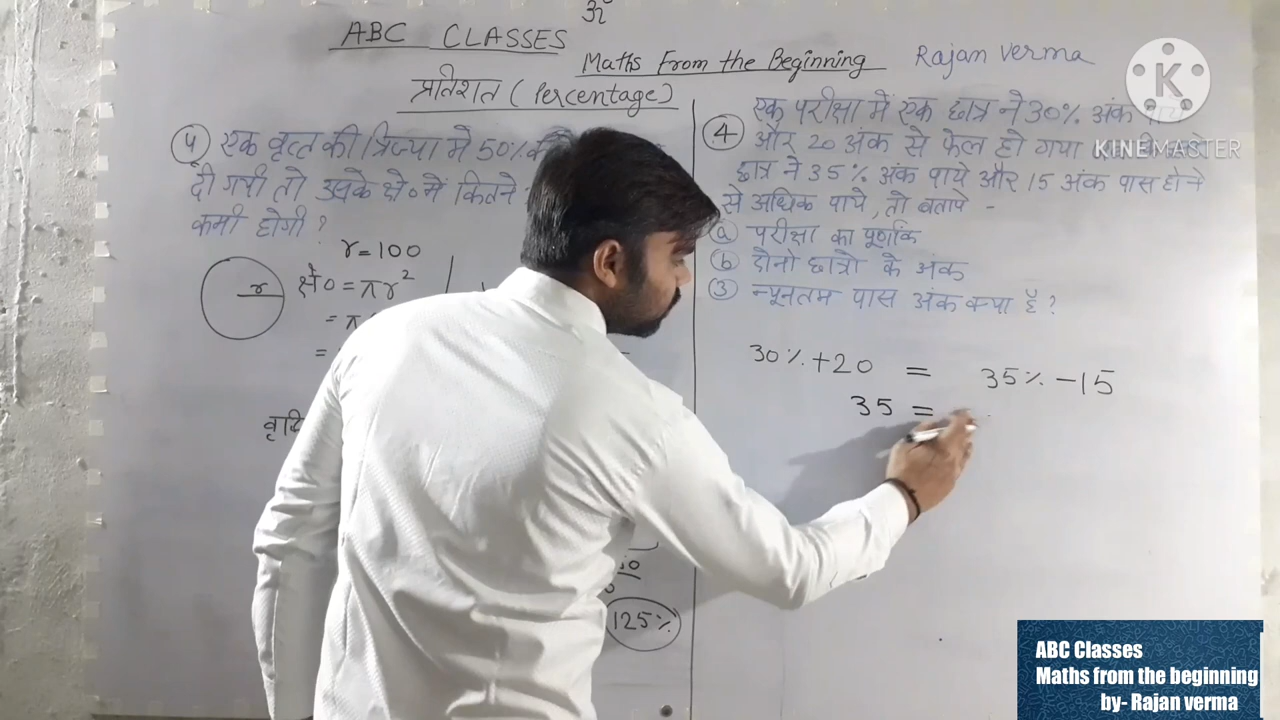 ॐ
ABC CLASSES
Maths From the Beginning
Rajan verma
प्रतिशत (Percentage)
4 एक वृत्त की त्रिज्या मे 50%
दी गयी तो उसके क्षे० में कितने
कमी होगी?
r=100
r
क्षे० = πr²
= π
=
125%
4 एक परीक्षा में एक छात्र ने 30% अंक
और 20 अंक से फेल हो गया
छात्र ने 35% अंक पाये और 15 अंक पास होने
से अधिक पाये, तो बतायें -
a परीक्षा का पूर्णांक
b दोनो छात्रो के अंक
3 न्यूनतम पास अंक क्या है?
30% +20 = 35% -15
35 =
KINEMASTER
ABC Classes
Maths from the beginning
by- Rajan verma